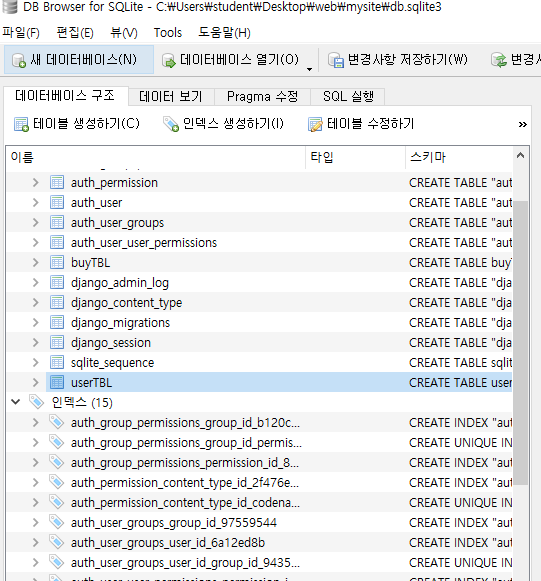 DB Browser for SQLite - C:₩Users₩student₩Desktop₩web₩mysite₩db.sqlite3
파일(F) 편집(E) 뷰(V) Tools 도움말(H)
새 데이터베이스(N) 데이터베이스 열기(O) 변경사항 저장하기(W) 변경사
데이터베이스 구조 데이터 보기 Pragma 수정 SQL 실행
테이블 생성하기(C) 인덱스 생성하기(I) 테이블 수정하기 »
이름 타입 스키마
auth_permission CREATE TABLE "aut
auth_user CREATE TABLE "aut
auth_user_groups CREATE TABLE "aut
auth_user_user_permissions CREATE TABLE "aut
buyTBL CREATE TABLE buyT
django_admin_log CREATE TABLE "dja
django_content_type CREATE TABLE "dja
django_migrations CREATE TABLE "dja
django_session CREATE TABLE "dja
sqlite_sequence CREATE TABLE sqlit
userTBL CREATE TABLE user
인덱스 (15)
auth_group_permissions_group_id_b120c... CREATE INDEX "aut
auth_group_permissions_group_id_permis... CREATE UNIQUE IN
auth_group_permissions_permission_id_8... CREATE INDEX "aut
auth_permission_content_type_id_2f476e... CREATE INDEX "aut
auth_permission_content_type_id_codena... CREATE UNIQUE IN
auth_user_groups_group_id_97559544 CREATE INDEX "aut
auth_user_groups_user_id_6a12ed8b CREATE INDEX "aut
auth_user_groups_user_id_group_id_9435... CREATE UNIQUE IN